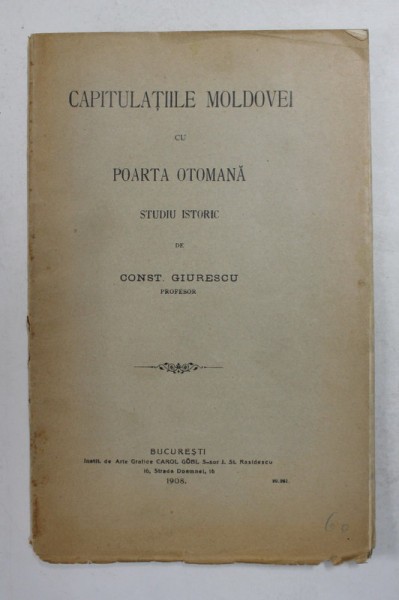 CAPITULAȚIILE MOLDOVEI
CU
POARTA OTOMANĂ
STUDIU ISTORIC
DE
CONST. GIURESCU
PROFESOR
BUCUREȘTI
Instit. de Arte Grafice CAROL GÖBL S-sor I. St. Rasidescu
16, Strada Doamnei, 16
1908.